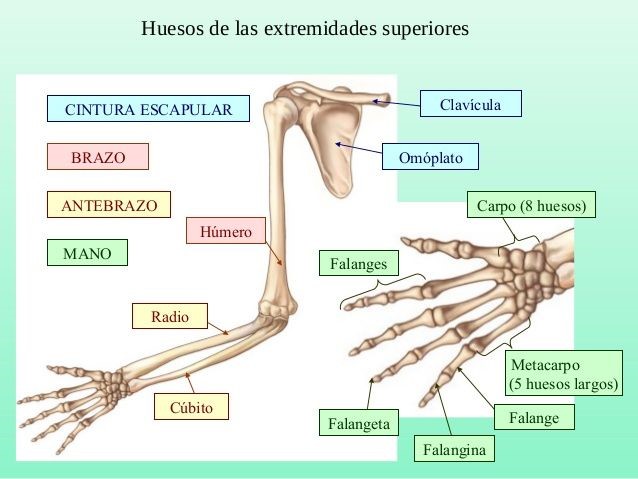 Huesos de las extremidades superiores
CINTURA ESCAPULAR
Clavícula
BRAZO
Omóplato
ANTEBRAZO
Carpo (8 huesos)
Húmero
MANO
Falanges
Radio
Metacarpo
(5 huesos largos)
Cúbito
Falange
Falangeta
Falangina